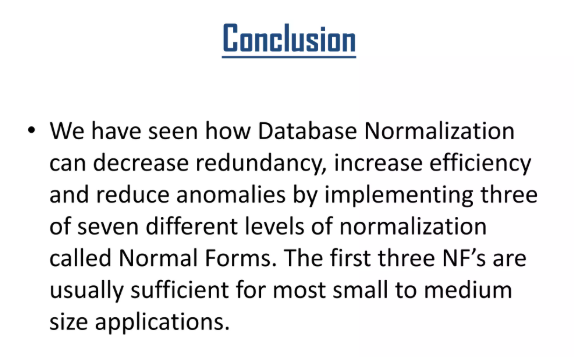 Conclusion
• We have seen how Database Normalization
can decrease redundancy, increase efficiency
and reduce anomalies by implementing three
of seven different levels of normalization
called Normal Forms. The first three NF’s are
usually sufficient for most small to medium
size applications.